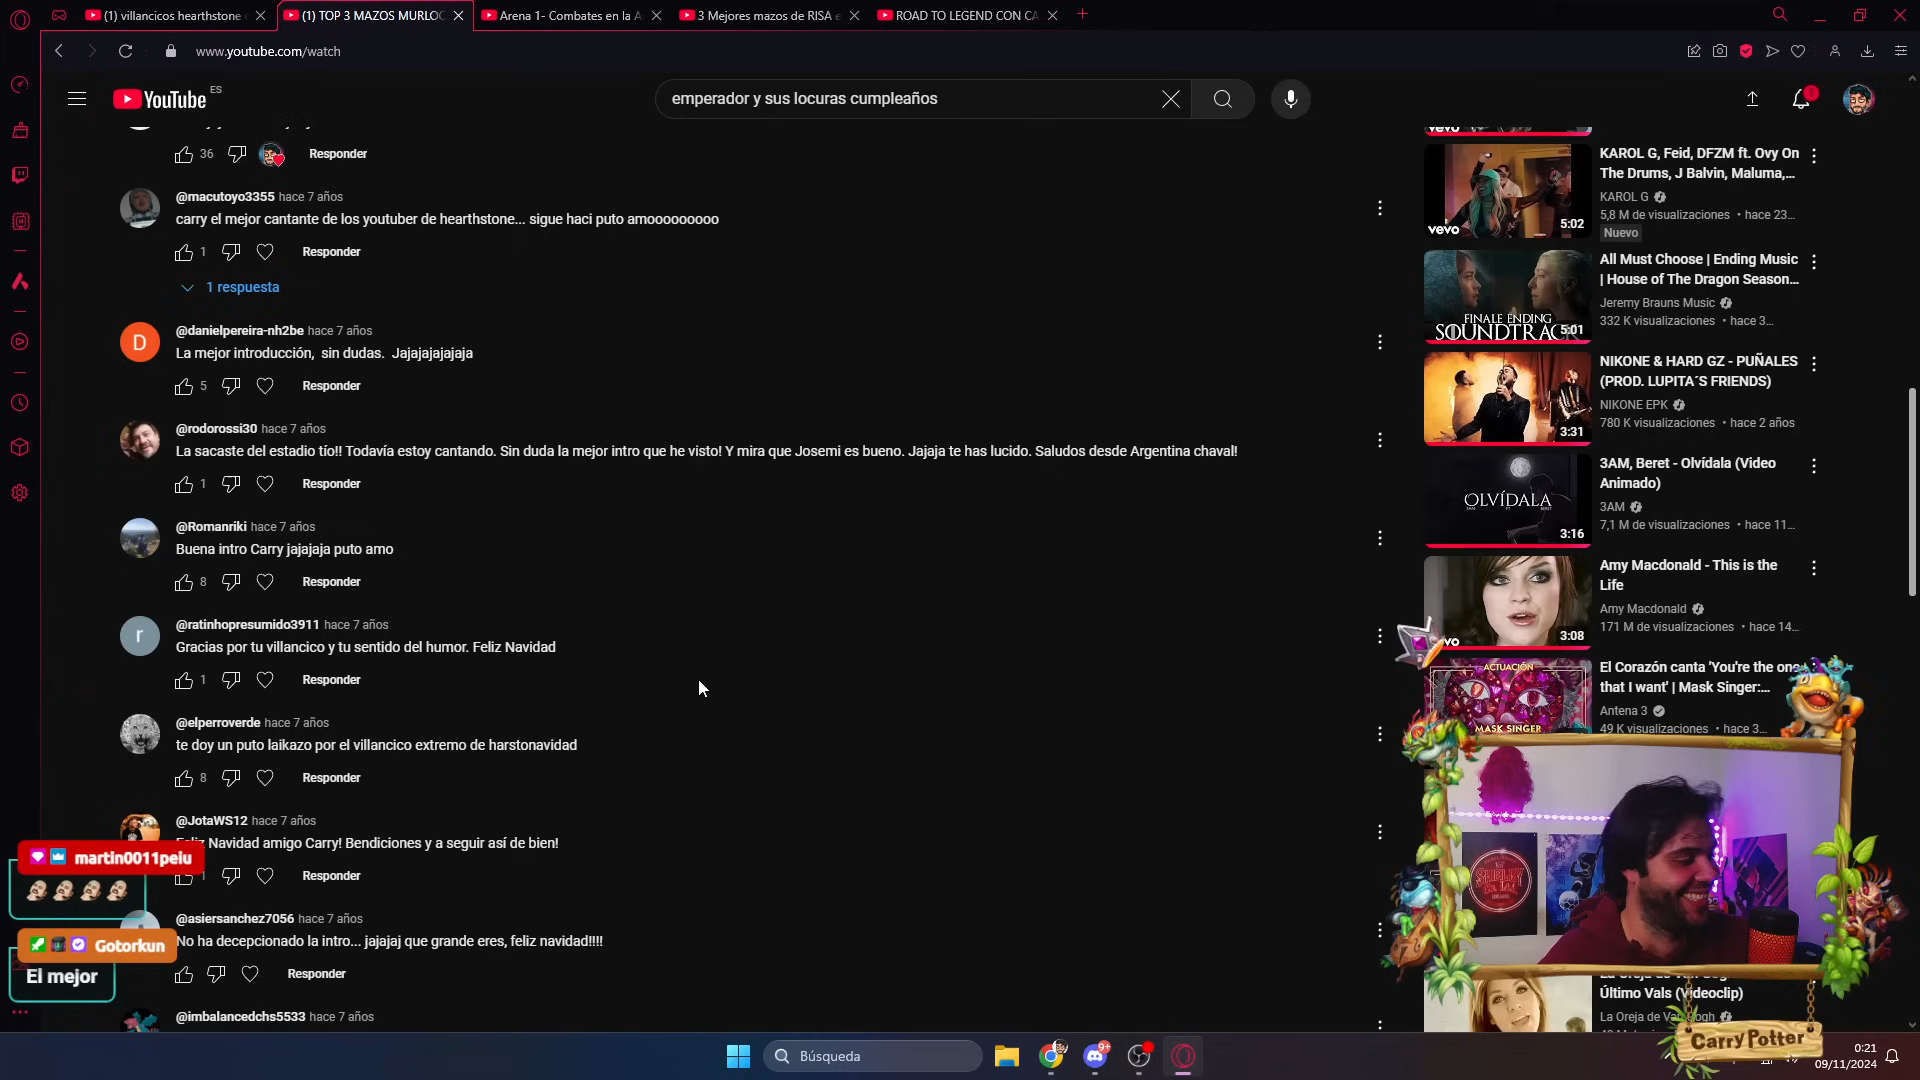 (1) villancicos hearthstone
(1) TOP 3 MAZOS MURLOC
Arena 1- Combates en la A
3 Mejores mazos de RISA e
ROAD TO LEGEND CON CA
www.youtube.com/watch
YouTube
ES
emperador y sus locuras cumpleaños
36
Responder
@macutoyo3355 hace 7 años
carry el mejor cantante de los youtuber de hearthstone... sigue haci puto amooooooooo
1
Responder
1 respuesta
D
@danielpereira-nh2be hace 7 años
La mejor introducción, sin dudas. Jajajajajajaja
5
Responder
@rodorossi30 hace 7 años
La sacaste del estadio tío!! Todavía estoy cantando. Sin duda la mejor intro que he visto! Y mira que Josemi es bueno. Jajaja te has lucido. Saludos desde Argentina chaval!
1
Responder
@Romanriki hace 7 años
Buena intro Carry jajajaja puto amo
8
Responder
r
@ratinhopresumido3911 hace 7 años
Gracias por tu villancico y tu sentido del humor. Feliz Navidad
1
Responder
@elperroverde hace 7 años
te doy un puto laikazo por el villancico extremo de harstonavidad
8
Responder
@JotaWS12 hace 7 años
Feliz Navidad amigo Carry! Bendiciones y a seguir así de bien!
1
Responder
@asiersanchez7056 hace 7 años
No ha decepcionado la intro... jajajaj que grande eres, feliz navidad!!!!
Responder
@imbalancedchs5533 hace 7 años
martin0011peiu
Gotorkun
El mejor
vevo
KAROL G, Feid, DFZM ft. Ovy On
The Drums, J Balvin, Maluma,...
KAROL G
5,8 M de visualizaciones • hace 23...
Nuevo
vevo
5:02
All Must Choose | Ending Music
| House of The Dragon Season...
Jeremy Brauns Music
332 K visualizaciones • hace 3...
FINALE ENDING
SOUNDTRACK
5:01
NIKONE & HARD GZ - PUÑALES
(PROD. LUPITA´S FRIENDS)
NIKONE EPK
780 K visualizaciones • hace 2 años
3:31
3AM, Beret - Olvídala (Video
Animado)
3AM
7,1 M de visualizaciones • hace 11...
OLVÍDALA
3:16
Amy Macdonald - This is the
Life
Amy Macdonald
171 M de visualizaciones • hace 14...
vo
3:08
El Corazón canta 'You're the one
that I want' | Mask Singer:...
Antena 3
49 K visualizaciones • hace 3...
ACTUACIÓN
MASK SINGER
Último Vals (Videoclip)
La Oreja de Van Gogh
CarryPotter
Búsqueda
9+
0:21
09/11/2024